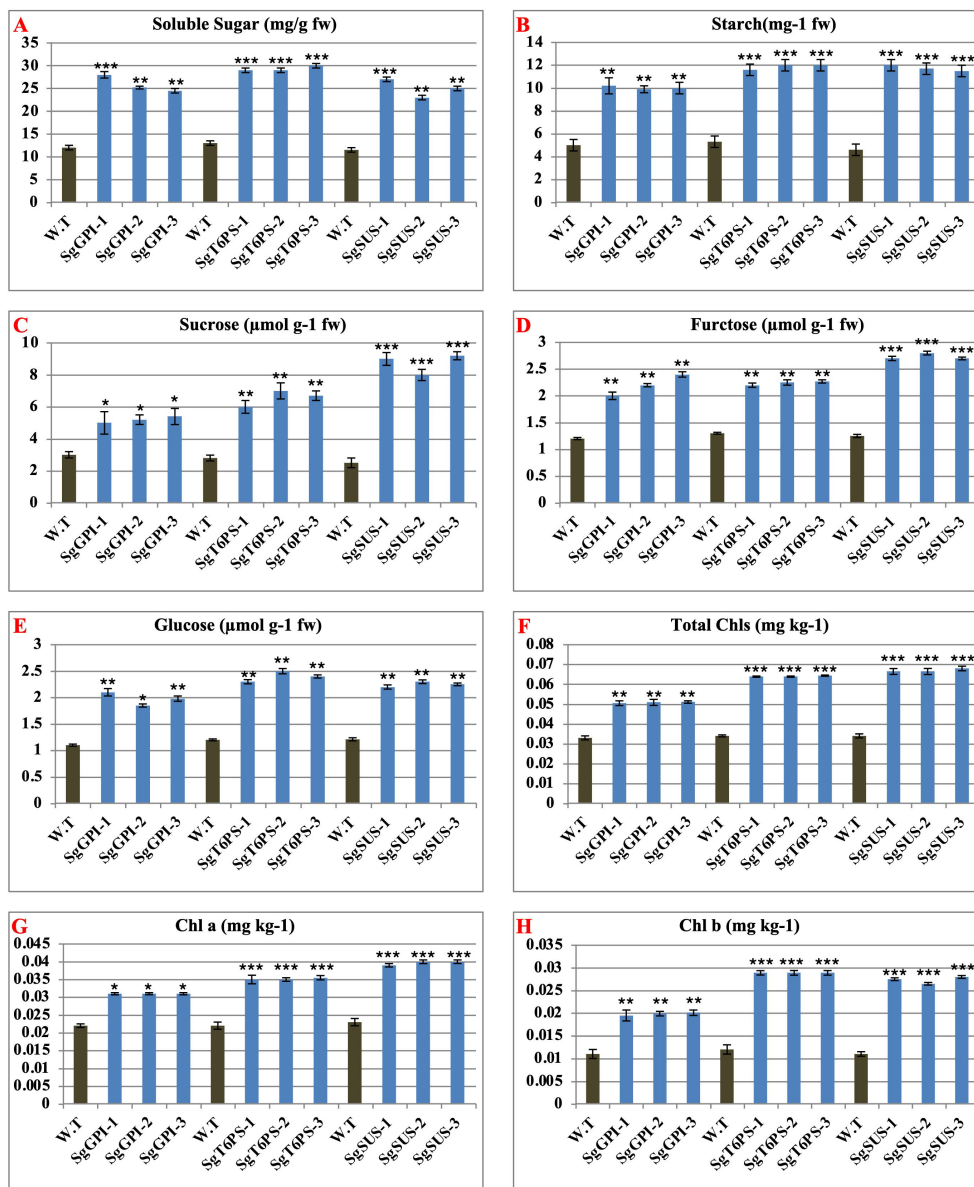 A
Soluble Sugar (mg/g fw)
35
30
25
20
15
10
5
0
***
**
**
***
***
***
***
**
**
W.T
SgGPI-1
SgGPI-2
SgGPI-3
W.T
SgT6PS-1
SgT6PS-2
SgT6PS-3
W.T
SgSUS-1
SgSUS-2
SgSUS-3
B
Starch(mg-1 fw)
14
12
10
8
6
4
2
0
**
**
**
***
***
***
***
***
**
W.T
SgGPI-1
SgGPI-2
SgGPI-3
W.T
SgT6PS-1
SgT6PS-2
SgT6PS-3
W.T
SgSUS-1
SgSUS-2
SgSUS-3
C
Sucrose (µmol g-1 fw)
10
8
6
4
2
0
*
*
*
**
**
**
***
***
***
W.T
SgGPI-1
SgGPI-2
SgGPI-3
W.T
SgT6PS-1
SgT6PS-2
SgT6PS-3
W.T
SgSUS-1
SgSUS-2
SgSUS-3
D
Furctose (µmol g-1 fw)
3
2.5
2
1.5
1
0.5
0
**
**
**
**
**
**
***
***
***
W.T
SgGPI-1
SgGPI-2
SgGPI-3
W.T
SgT6PS-1
SgT6PS-2
SgT6PS-3
W.T
SgSUS-1
SgSUS-2
SgSUS-3
E
Glucose (µmol g-1 fw)
3
2.5
2
1.5
1
0.5
0
**
*
**
**
**
**
**
**
**
W.T
SgGPI-1
SgGPI-2
SgGPI-3
W.T
SgT6PS-1
SgT6PS-2
SgT6PS-3
W.T
SgSUS-1
SgSUS-2
SgSUS-3
F
Total Chls (mg kg-1)
0.08
0.07
0.06
0.05
0.04
0.03
0.02
0.01
0
**
**
**
***
***
***
***
***
***
W.T
SgGPI-1
SgGPI-2
SgGPI-3
W.T
SgT6PS-1
SgT6PS-2
SgT6PS-3
W.T
SgSUS-1
SgSUS-2
SgSUS-3
G
Chl a (mg kg-1)
0.045
0.04
0.035
0.03
0.025
0.02
0.015
0.01
0.005
0
*
*
*
***
***
***
***
***
***
W.T
SgGPI-1
SgGPI-2
SgGPI-3
W.T
SgT6PS-1
SgT6PS-2
SgT6PS-3
W.T
SgSUS-1
SgSUS-2
SgSUS-3
H
Chl b (mg kg-1)
0.035
0.03
0.025
0.02
0.015
0.01
0.005
0
**
**
**
***
***
***
***
***
***
W.T
SgGPI-1
SgGPI-2
SgGPI-3
W.T
SgT6PS-1
SgT6PS-2
SgT6PS-3
W.T
SgSUS-1
SgSUS-2
SgSUS-3